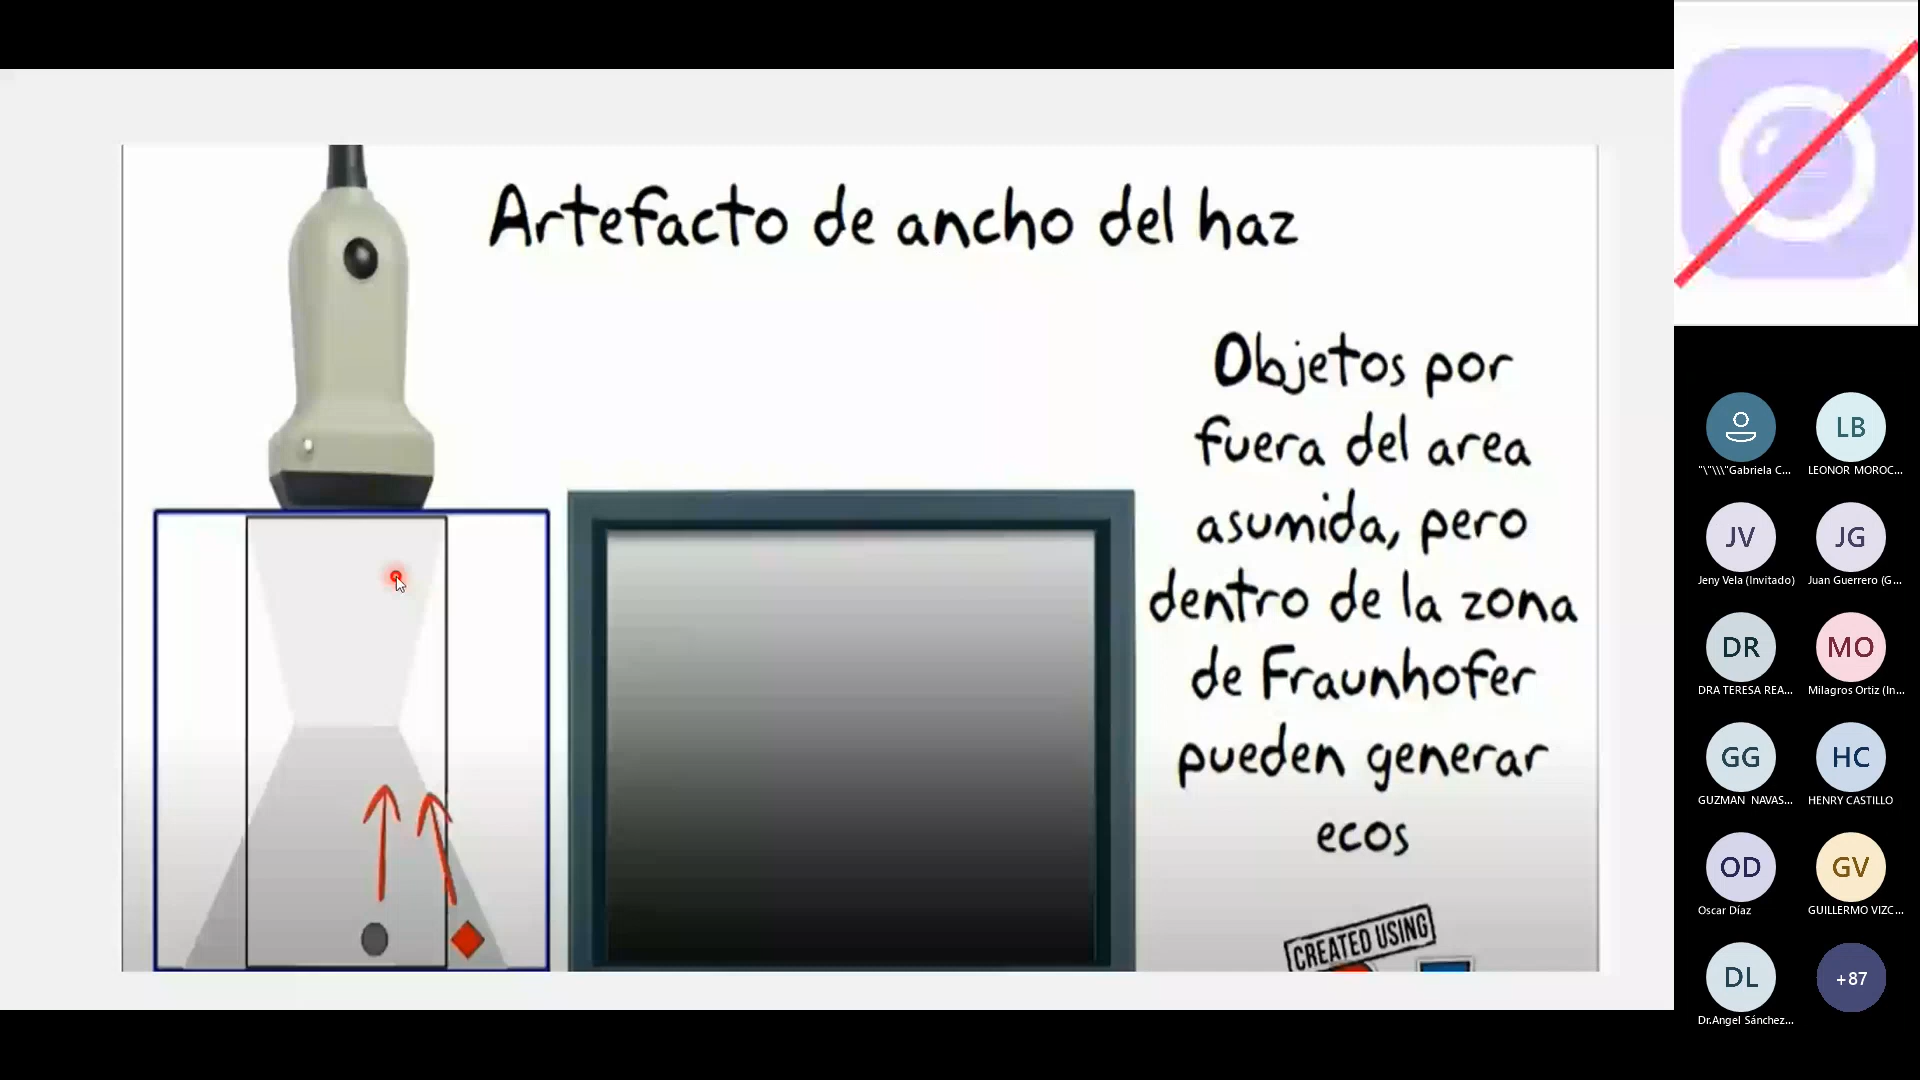 Artefacto de ancho del haz
Objetos por
fuera del area
asumida, pero
dentro de la zona
de Fraunhofer
pueden generar
ecos
CREATED USING
"\"\\\"Gabriela C...
LB
LEONOR MOROC...
JV
Jeny Vela (Invitado)
JG
Juan Guerrero (G...
DR
DRA TERESA REA...
MO
Milagros Ortiz (In...
GG
GUZMAN NAVAS...
HC
HENRY CASTILLO
OD
Oscar Díaz
GV
GUILLERMO VIZC...
DL
Dr.Angel Sánchez...
+87